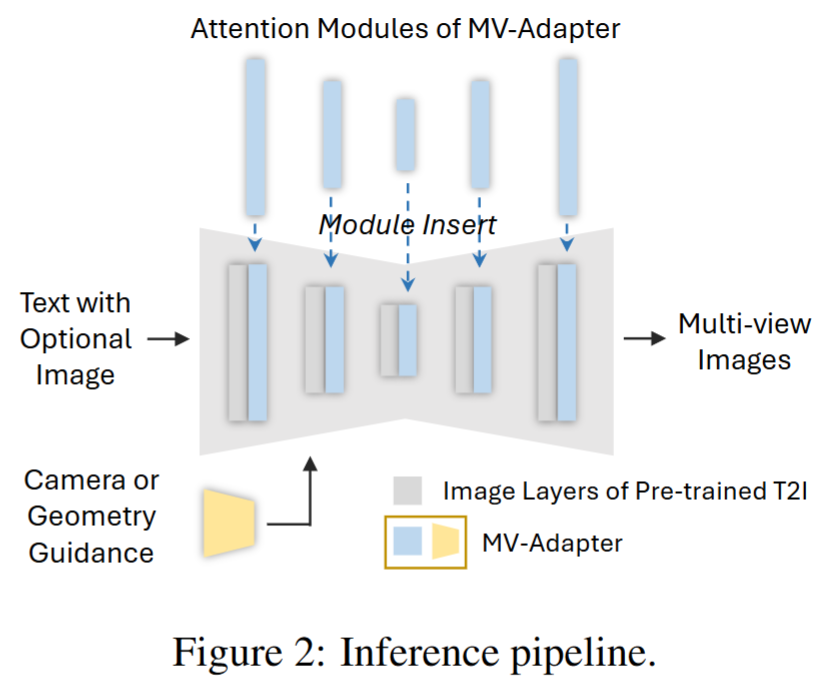 Attention Modules of MV-Adapter
Module Insert
Text with
Optional
Image
Multi-view
Images
Camera or
Geometry
Guidance
Image Layers of Pre-trained T2I
MV-Adapter
Figure 2: Inference pipeline.